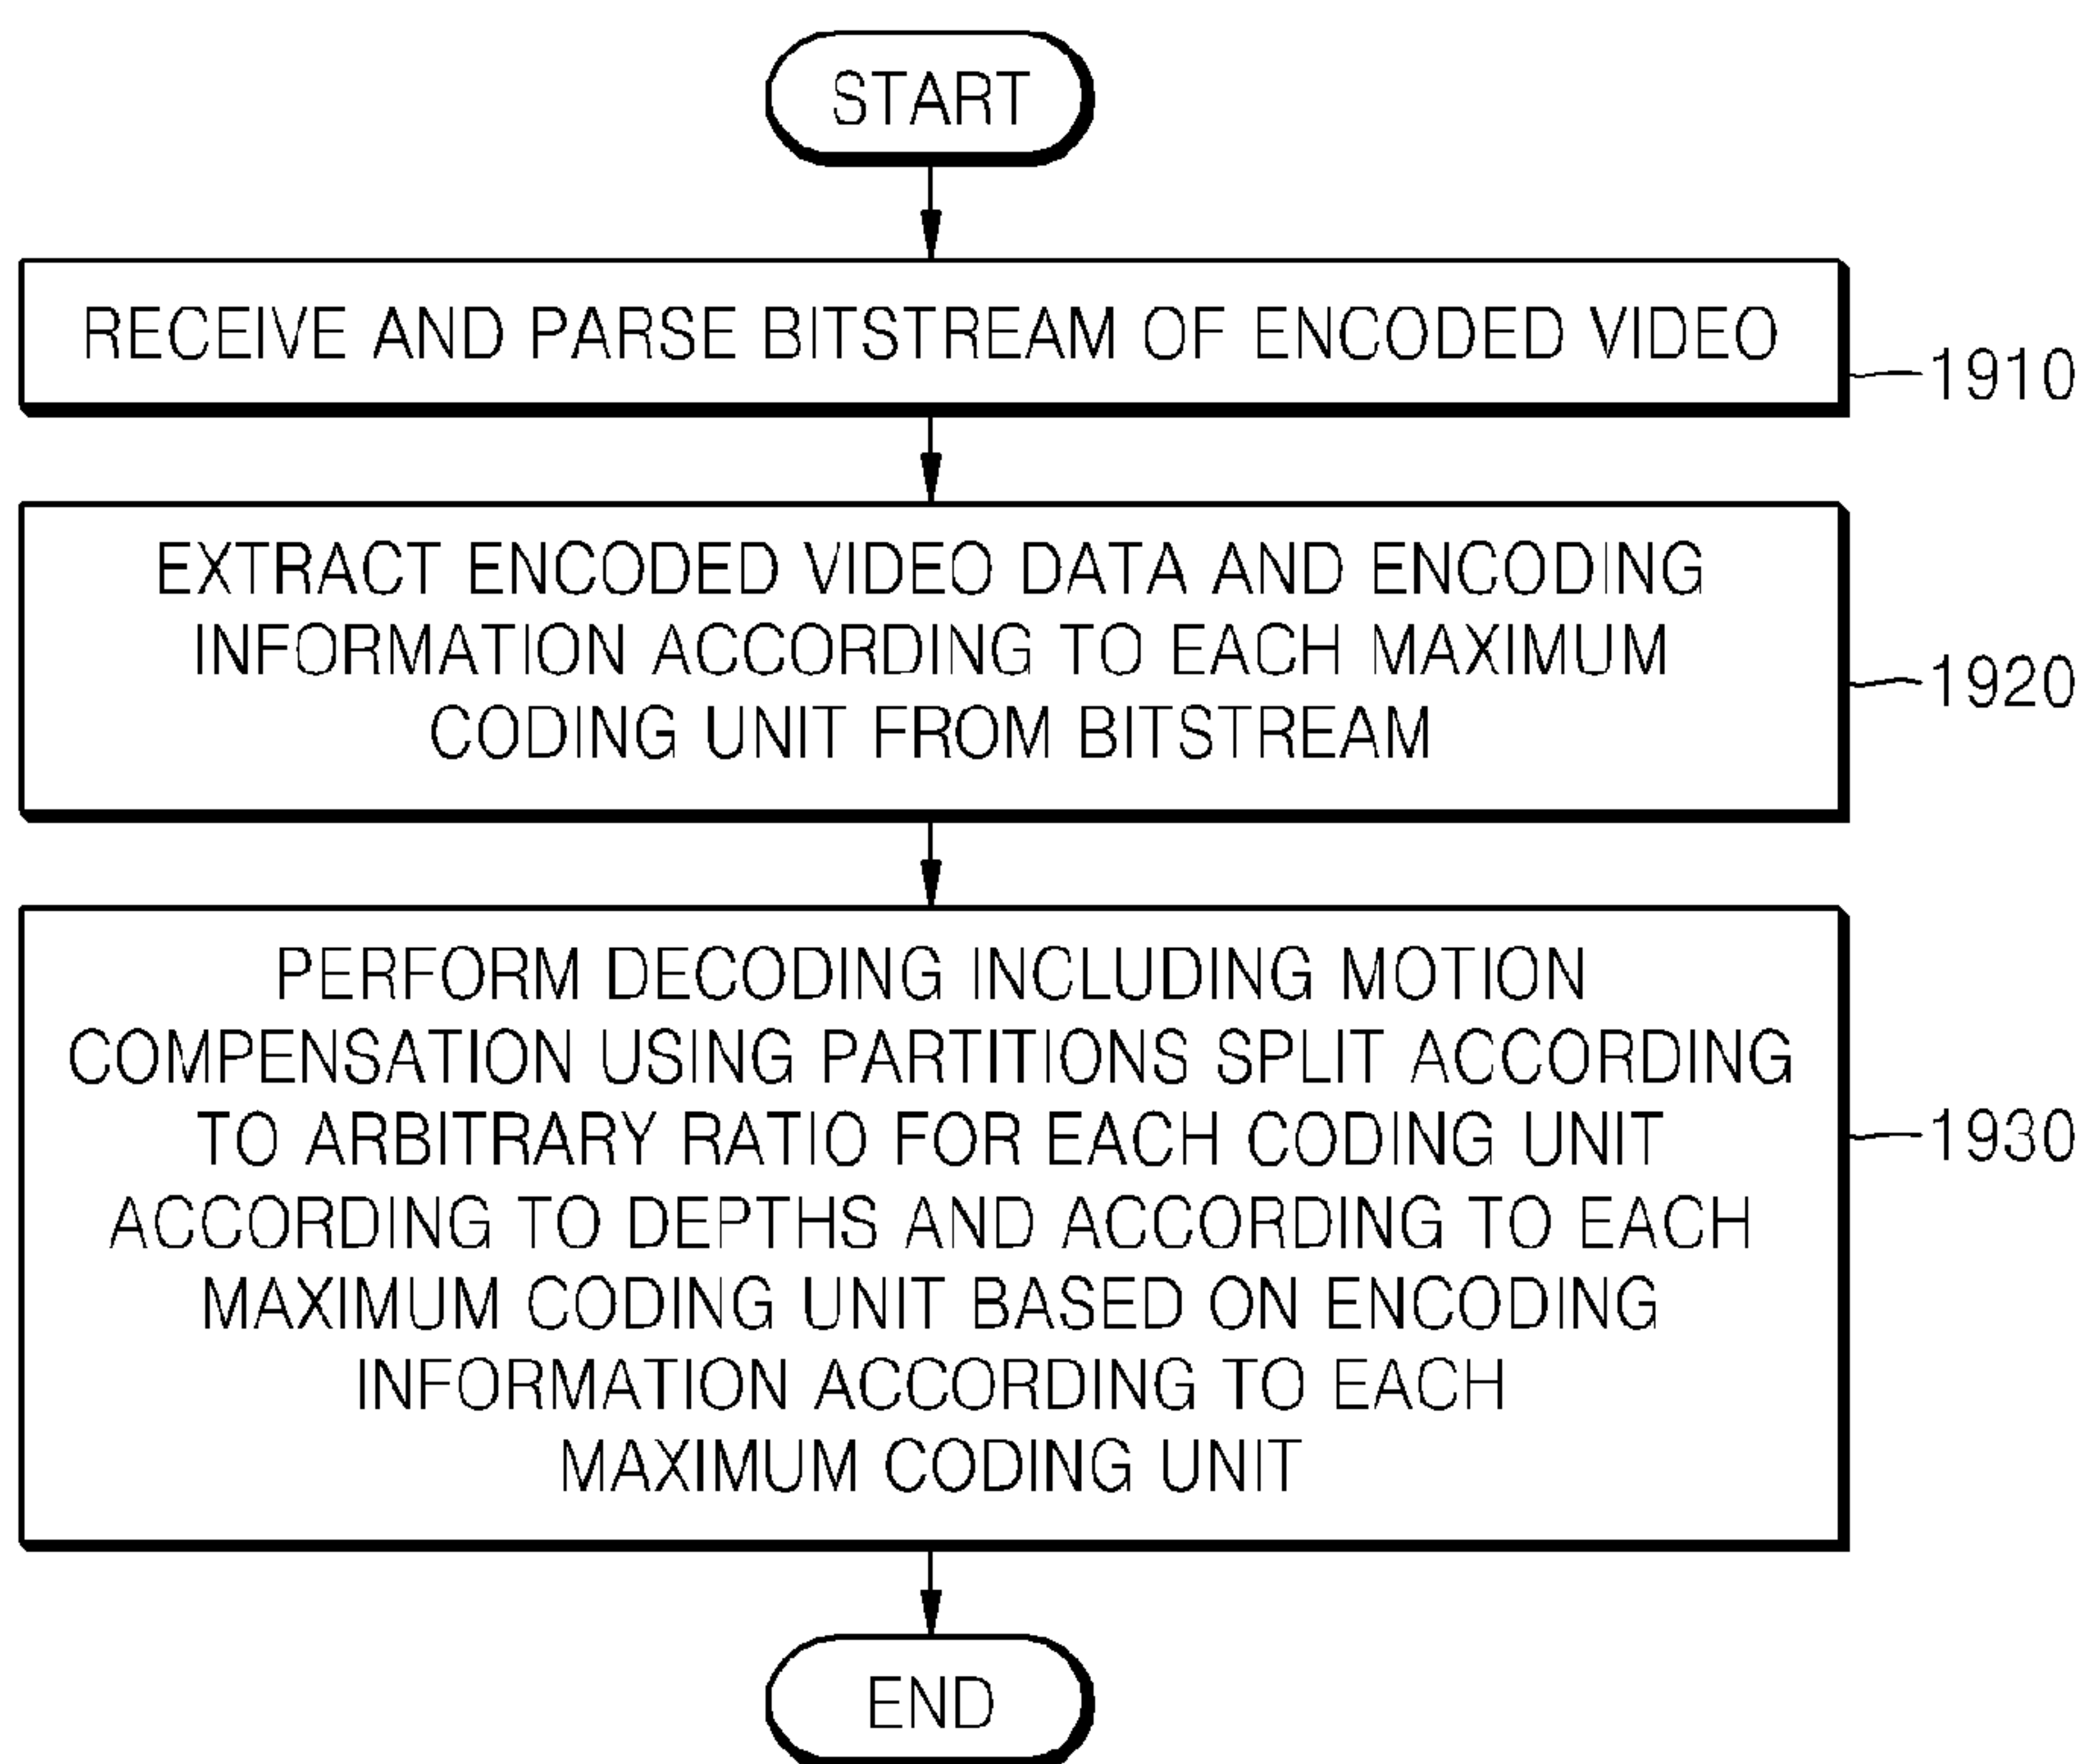 START
RECEIVE AND PARSE BITSTREAM OF ENCODED VIDEO
1910
EXTRACT ENCODED VIDEO DATA AND ENCODING
INFORMATION ACCORDING TO EACH MAXIMUM
CODING UNIT FROM BITSTREAM
1920
PERFORM DECODING INCLUDING MOTION
COMPENSATION USING PARTITIONS SPLIT ACCORDING
TO ARBITRARY RATIO FOR EACH CODING UNIT
ACCORDING TO DEPTHS AND ACCORDING TO EACH
MAXIMUM CODING UNIT BASED ON ENCODING
INFORMATION ACCORDING TO EACH
MAXIMUM CODING UNIT
1930
END